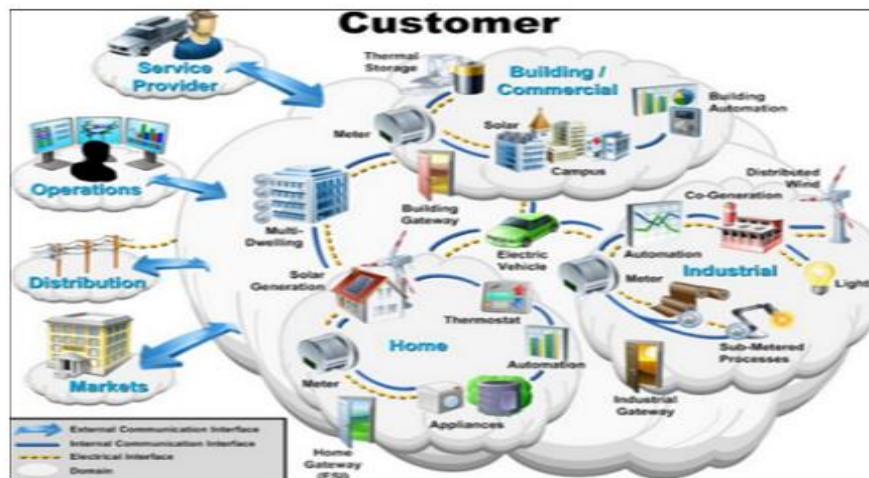 Customer
Service
Provider
Thermal
Storage
Building /
Commercial
Building
Automation
Meter
Solar
Campus
Operations
Multi-
Dwelling
Building
Gateway
Distributed
Wind
Co-Generation
Electric
Vehicle
Automation
Meter
Industrial
Light
Distribution
Solar
Generation
Thermostat
Home
Meter
Automation
Appliances
Sub-Metered
Processes
Industrial
Gateway
Markets
Home
Gateway
(ESI)
External Communication Interface
Internal Communication Interface
Electrical Interface
Domain